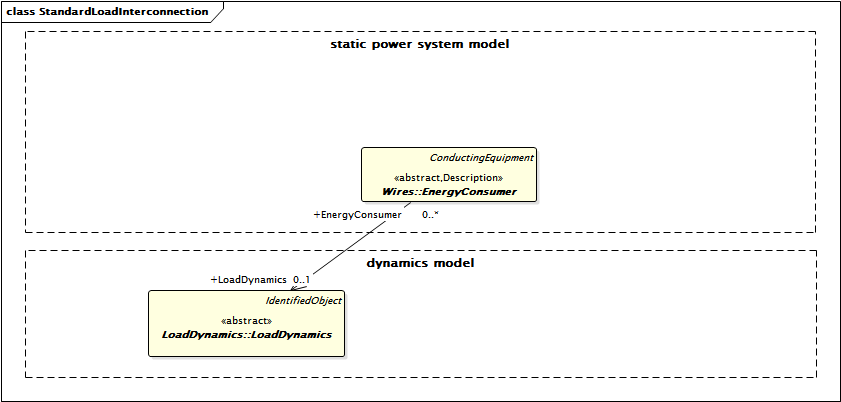 class StandardLoadInterconnection
static power system model
ConductingEquipment
«abstract,Description»
Wires::EnergyConsumer
+EnergyConsumer 0..*
dynamics model
+LoadDynamics 0..1
IdentifiedObject
«abstract»
LoadDynamics::LoadDynamics